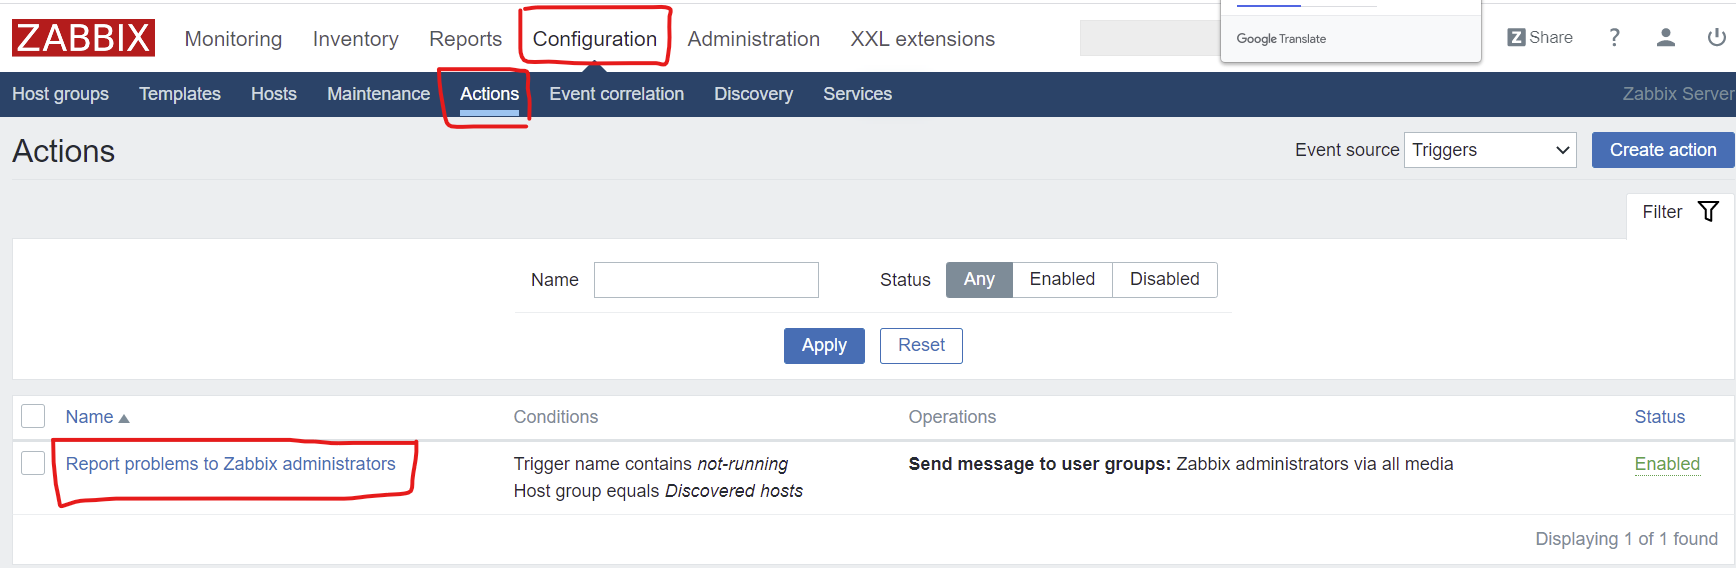 Google Translate
ZABBIX Monitoring Inventory Reports Configuration Administration XXL extensions Z Share ?
Host groups Templates Hosts Maintenance Actions Event correlation Discovery Services Zabbix Server
Actions Event source Triggers Create action
Filter
Name Status Any Enabled Disabled
Apply Reset
Name Conditions Operations Status
Report problems to Zabbix administrators Trigger name contains not-running Send message to user groups: Zabbix administrators via all media Enabled
Host group equals Discovered hosts
Displaying 1 of 1 found